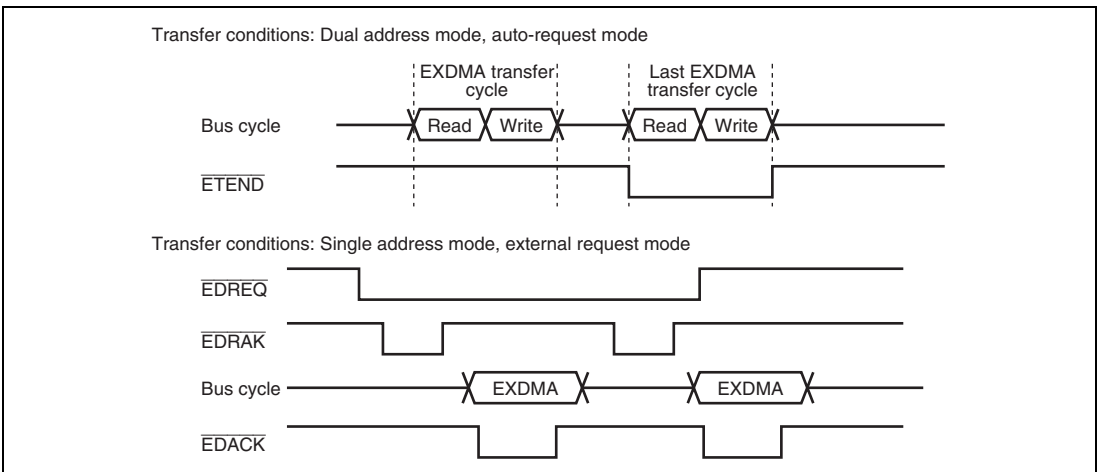 Transfer conditions: Dual address mode, auto-request mode
EXDMA transfer cycle
Last EXDMA transfer cycle
Bus cycle
Read
Write
Read
Write
ETEND
Transfer conditions: Single address mode, external request mode
EDREQ
EDRAK
Bus cycle
EXDMA
EXDMA
EDACK